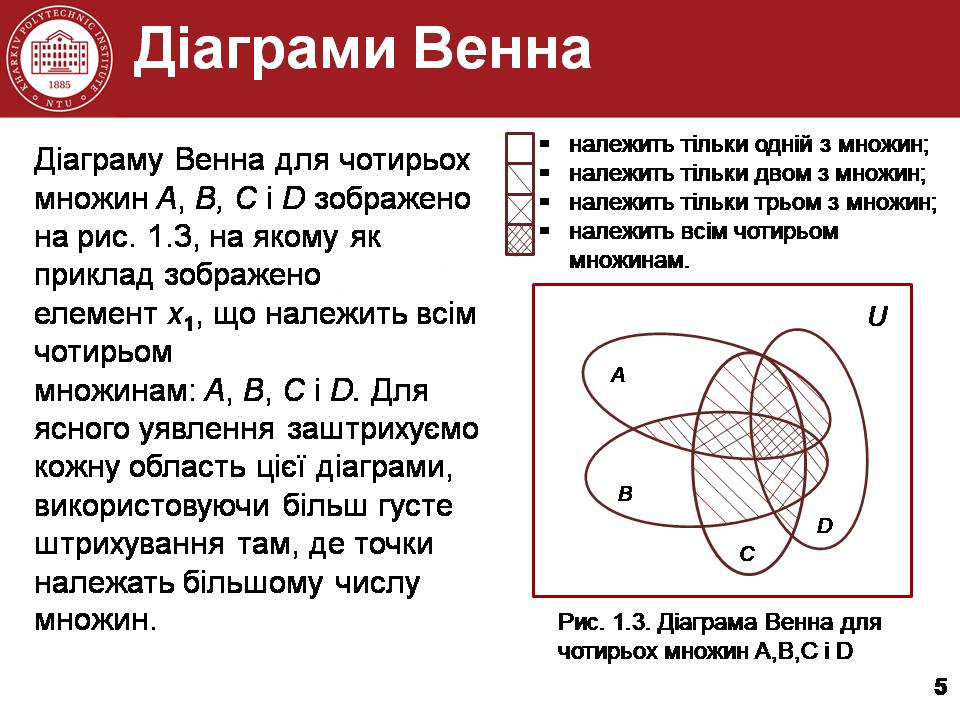 Діаграми Венна
KHARKIV POLYTECHNIC INSTITUTE
1885
NTU
Діаграму Венна для чотирьох
множин A, B, C і D зображено
на рис. 1.3, на якому як
приклад зображено
елемент x₁, що належить всім
чотирьом
множинам: A, B, C і D. Для
ясного уявлення заштрихуємо
кожну область цієї діаграми,
використовуючи більш густе
штрихування там, де точки
належать більшому числу
множин.
▪ належить тільки одній з множин;
▪ належить тільки двом з множин;
▪ належить тільки трьом з множин;
▪ належить всім чотирьом
множинам.
U
A
B
D
C
Рис. 1.3. Діаграма Венна для
чотирьох множин A,B,C і D
5